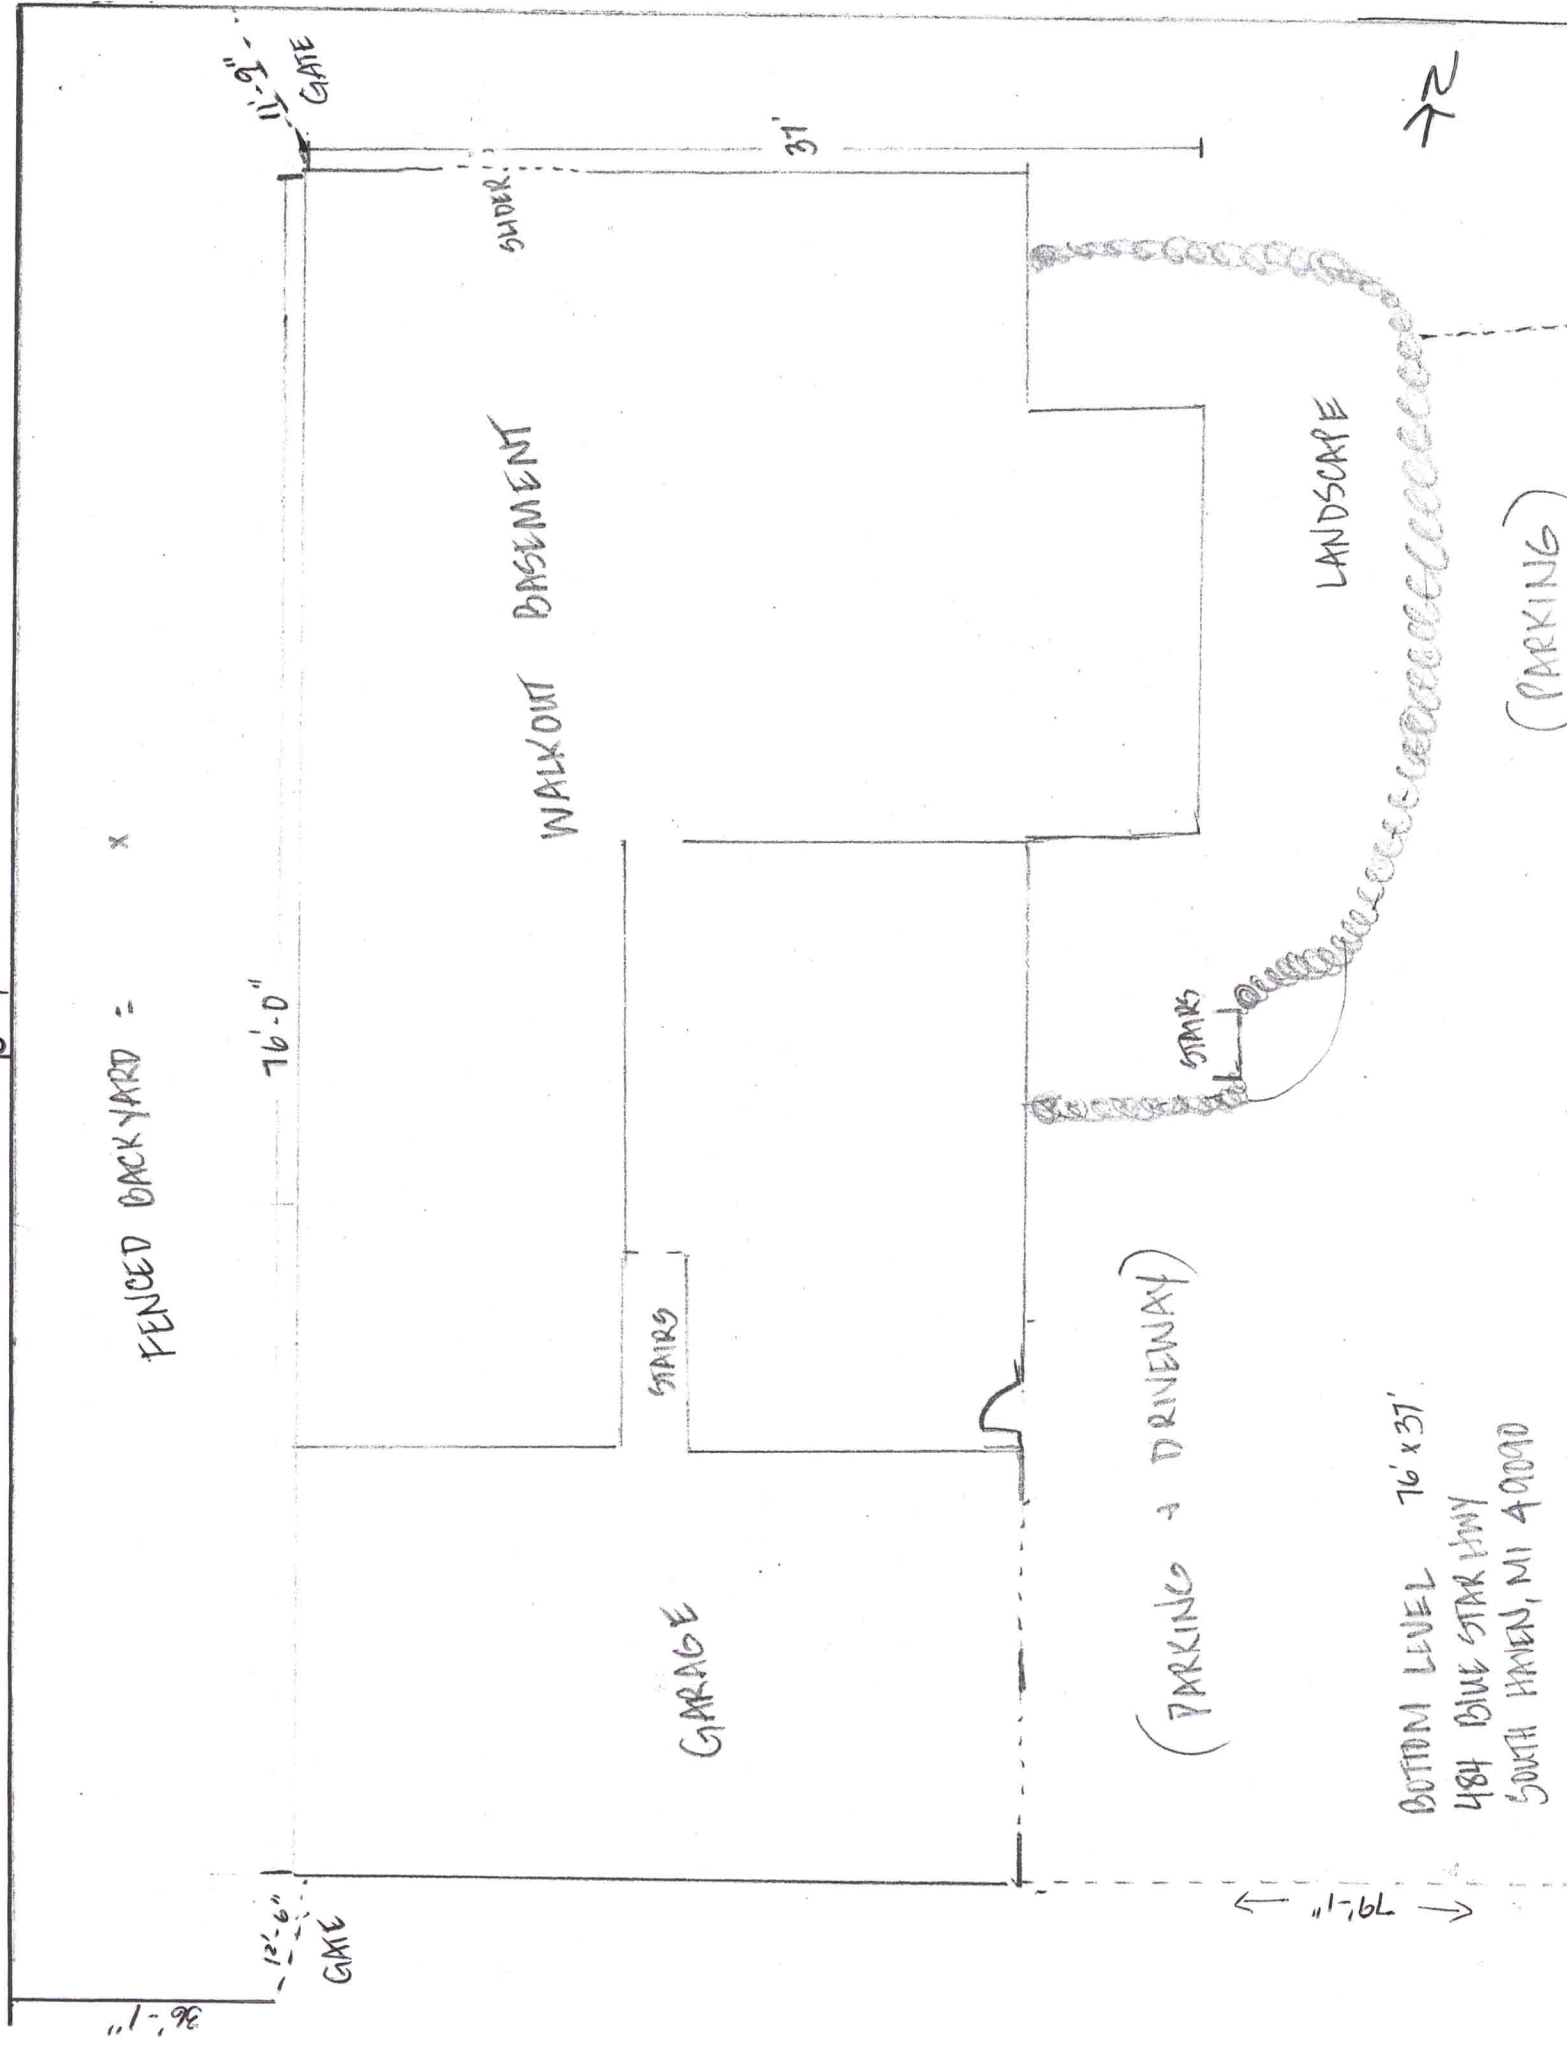 FENCED BACKYARD =      x
36'-1"
12'-6"
GATE
76'-0"
11'-9"
GATE
37'
SLIDER
WALKOUT BASEMENT
STAIRS
GARAGE
STAIRS
LANDSCAPE
(PARKING + DRIVEWAY)
(PARKING)
79'-1"
N
BOTTOM LEVEL 76' x 37'
484 BLUE STAR HWY
SOUTH HAVEN, MI 49090